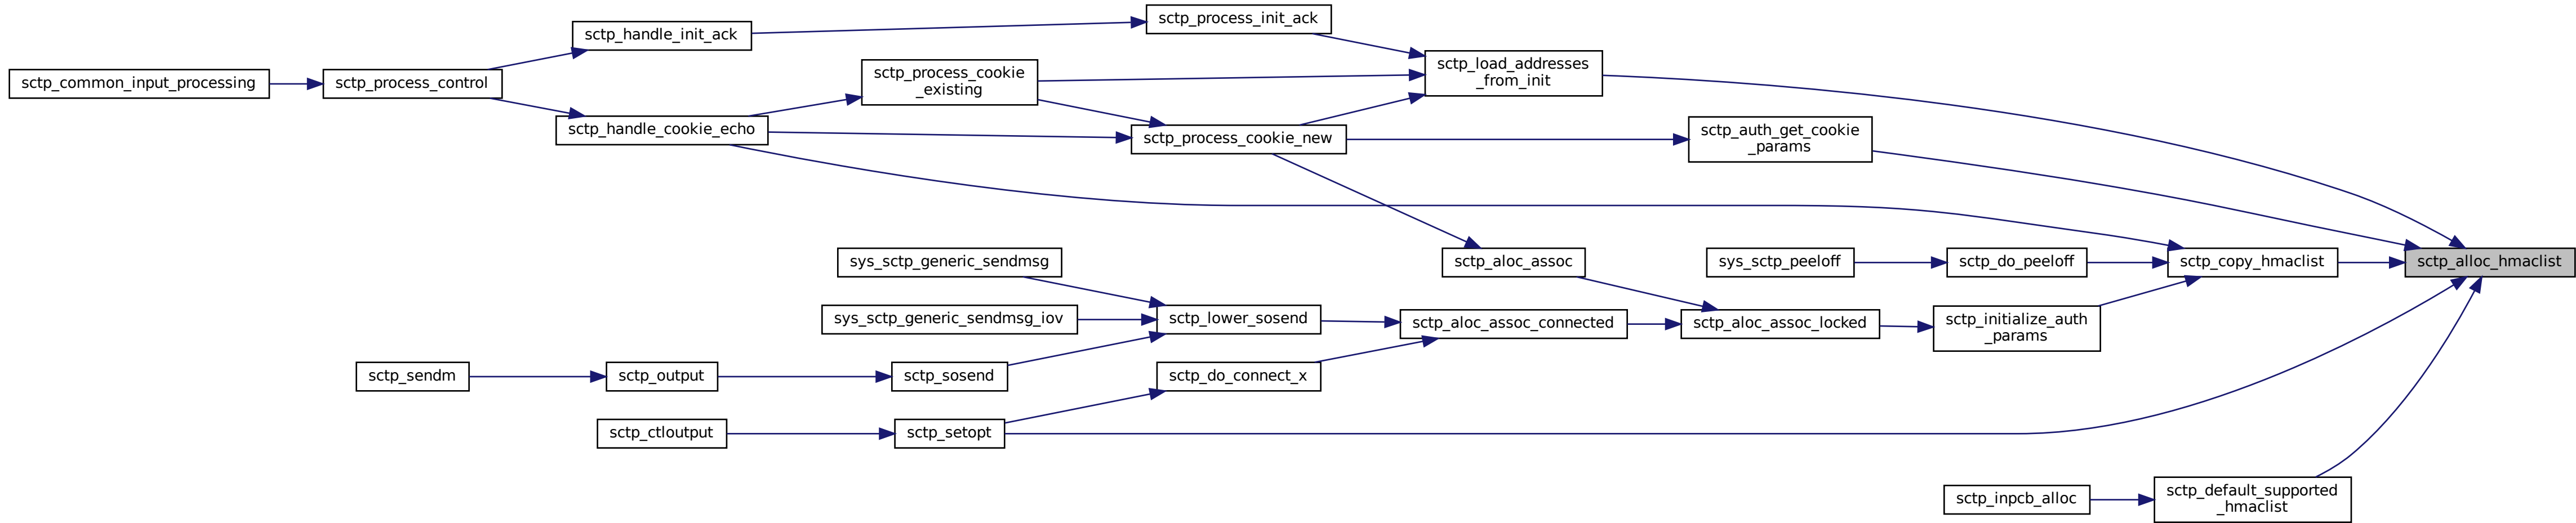 sctp_process_init_ack
sctp_handle_init_ack
sctp_load_addresses
_from_init
sctp_process_cookie
_existing
sctp_common_input_processing
sctp_process_control
sctp_handle_cookie_echo
sctp_process_cookie_new
sctp_auth_get_cookie
_params
sys_sctp_generic_sendmsg
sctp_aloc_assoc
sys_sctp_peeloff
sctp_do_peeloff
sctp_copy_hmaclist
sctp_alloc_hmaclist
sys_sctp_generic_sendmsg_iov
sctp_lower_sosend
sctp_aloc_assoc_connected
sctp_aloc_assoc_locked
sctp_initialize_auth
_params
sctp_sendm
sctp_output
sctp_sosend
sctp_do_connect_x
sctp_ctloutput
sctp_setopt
sctp_inpcb_alloc
sctp_default_supported
_hmaclist